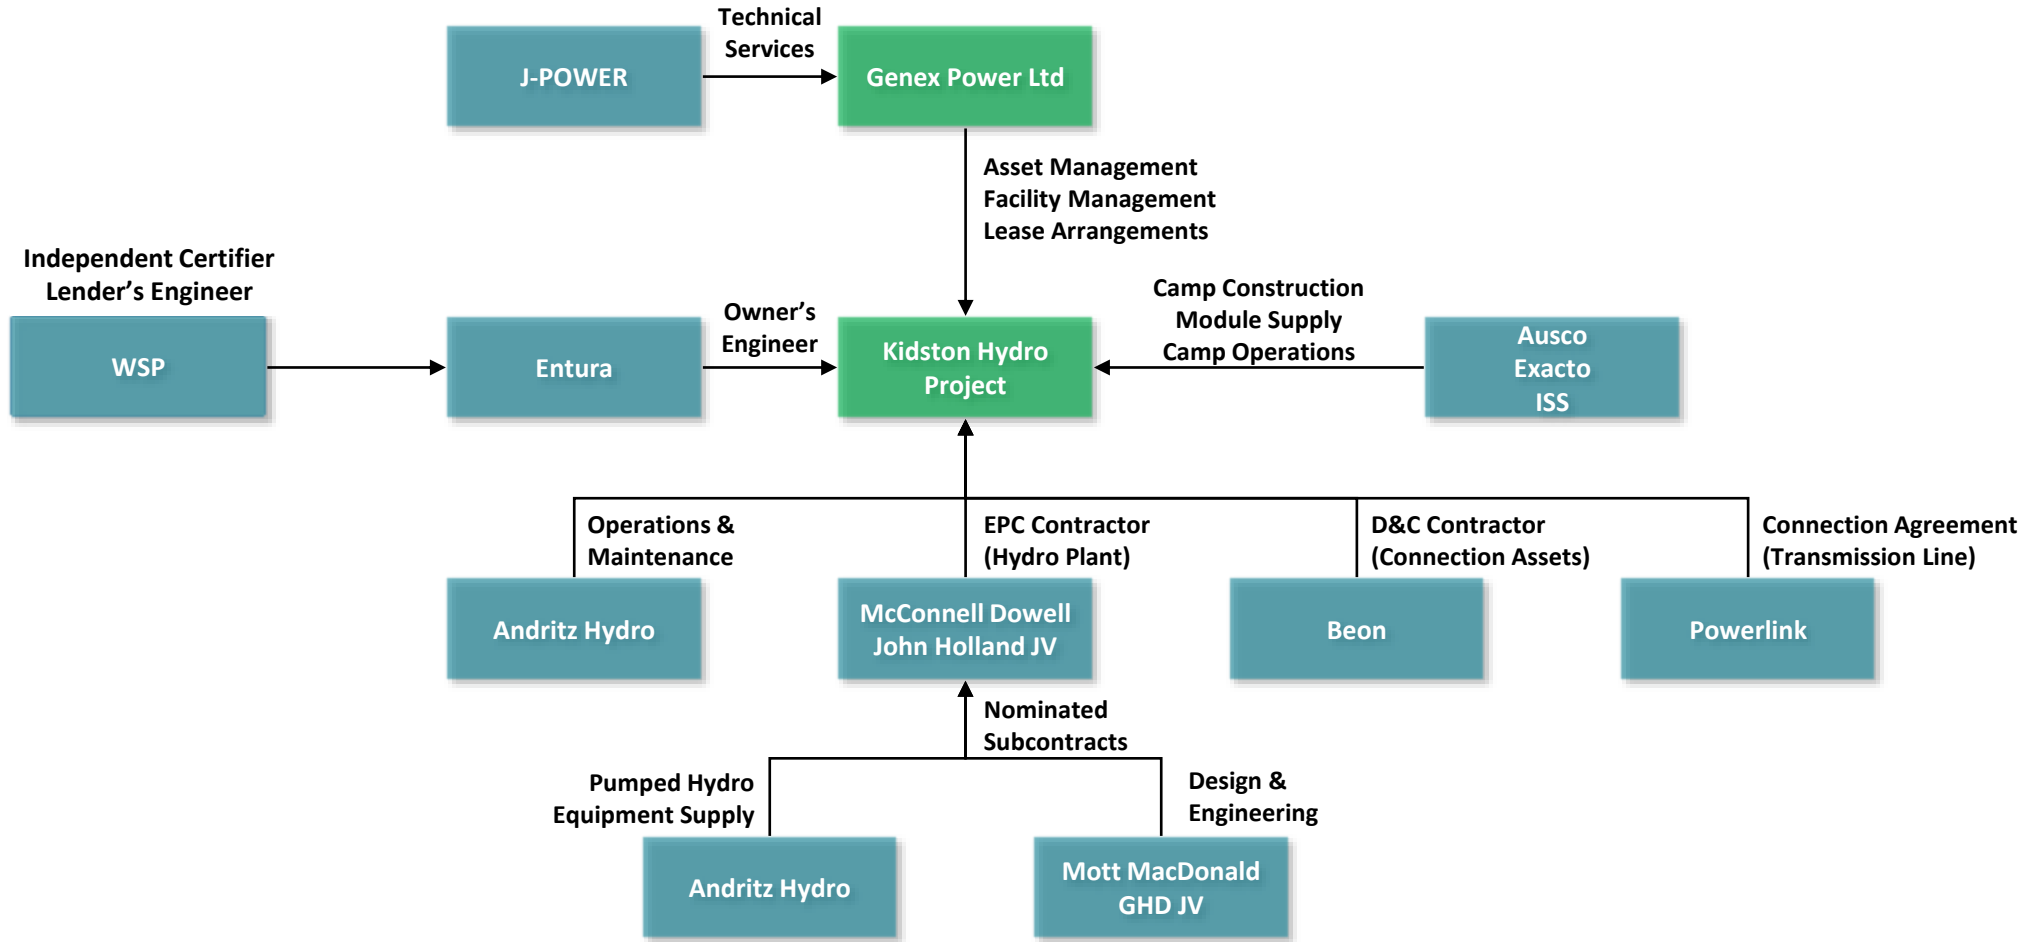 Technical
Services
J-POWER
Genex Power Ltd
Asset Management
Facility Management
Lease Arrangements
Independent Certifier
Lender’s Engineer
WSP
Entura
Owner’s
Engineer
Kidston Hydro
Project
Camp Construction
Module Supply
Camp Operations
Ausco
Exacto
ISS
Operations &
Maintenance
EPC Contractor
(Hydro Plant)
D&C Contractor
(Connection Assets)
Connection Agreement
(Transmission Line)
Andritz Hydro
McConnell Dowell
John Holland JV
Beon
Powerlink
Nominated
Subcontracts
Pumped Hydro
Equipment Supply
Design &
Engineering
Andritz Hydro
Mott MacDonald
GHD JV